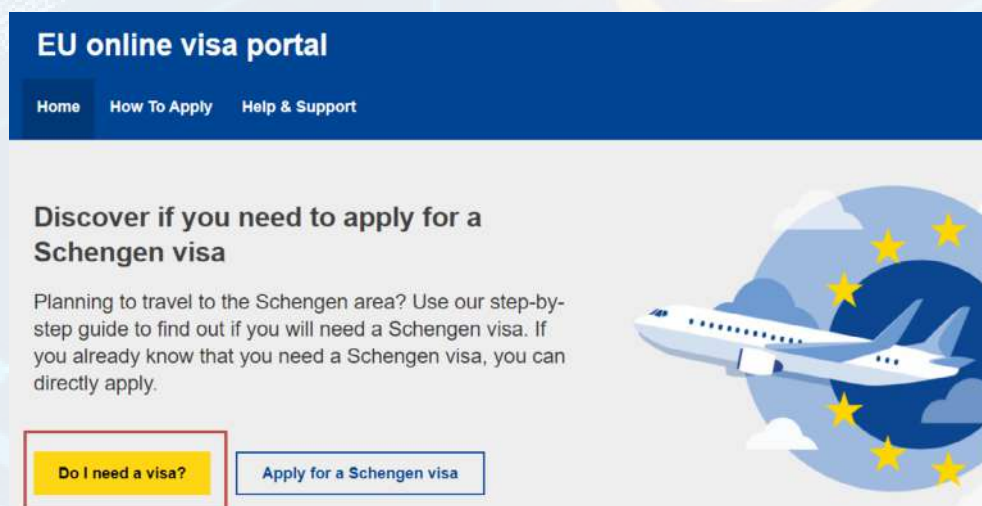 EU online visa portal
Home How To Apply Help & Support
Discover if you need to apply for a
Schengen visa
Planning to travel to the Schengen area? Use our step-by-
step guide to find out if you will need a Schengen visa. If
you already know that you need a Schengen visa, you can
directly apply.
Do I need a visa? Apply for a Schengen visa